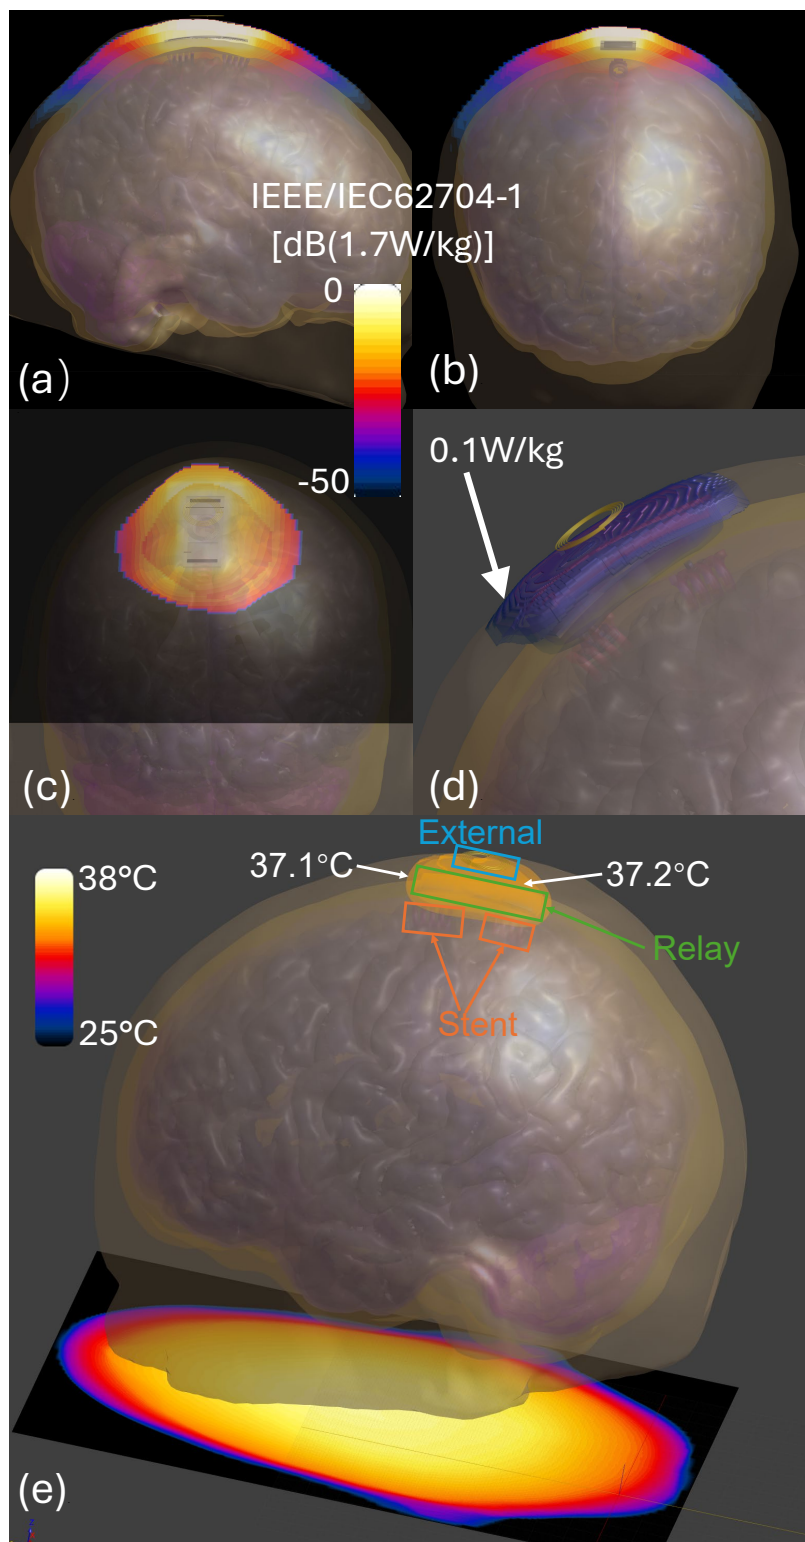 IEEE/IEC62704-1
[dB(1.7W/kg)]
0
-50
(a)
(b)
0.1W/kg
(c)
(d)
External
37.1°C
37.2°C
38°C
25°C
Relay
Stent
(e)
z